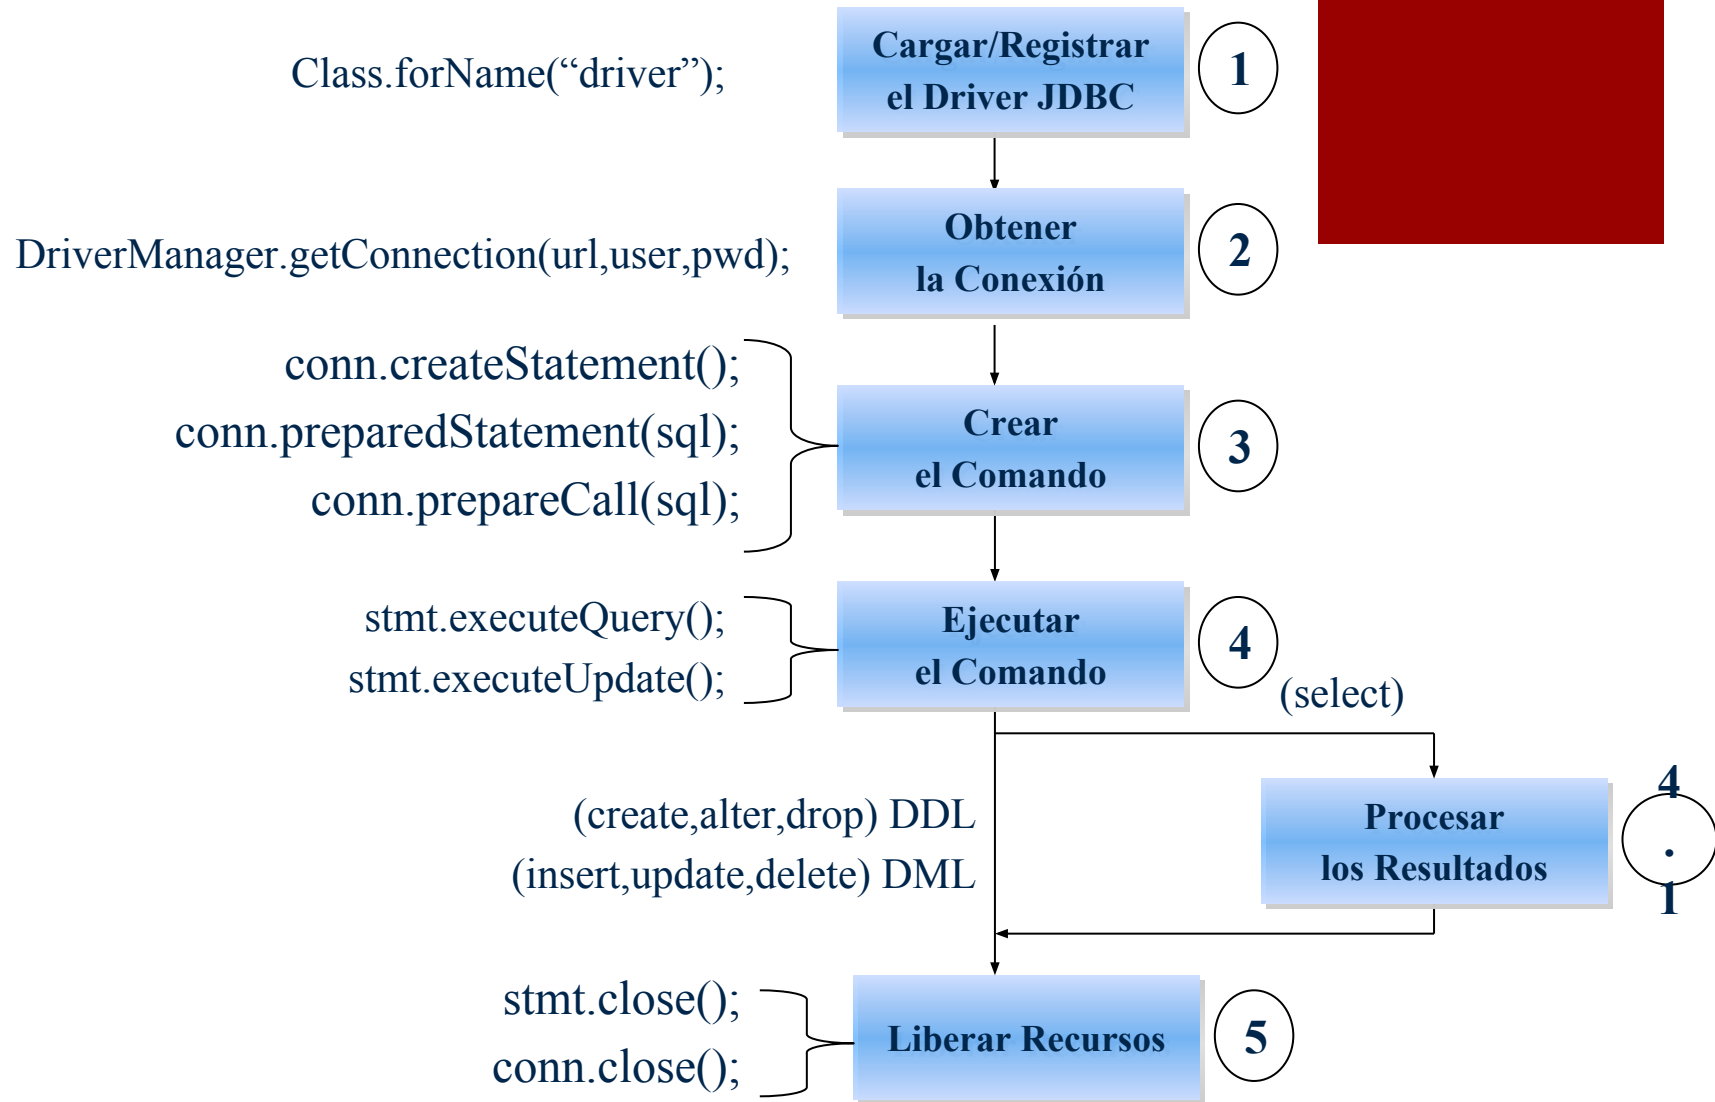 Class.forName(“driver”);
Cargar/Registrar
el Driver JDBC
1
DriverManager.getConnection(url,user,pwd);
Obtener
la Conexión
2
conn.createStatement();
conn.preparedStatement(sql);
conn.prepareCall(sql);
Crear
el Comando
3
stmt.executeQuery();
stmt.executeUpdate();
Ejecutar
el Comando
4
(select)
(create,alter,drop) DDL
(insert,update,delete) DML
Procesar
los Resultados
4
.
1
stmt.close();
conn.close();
Liberar Recursos
5